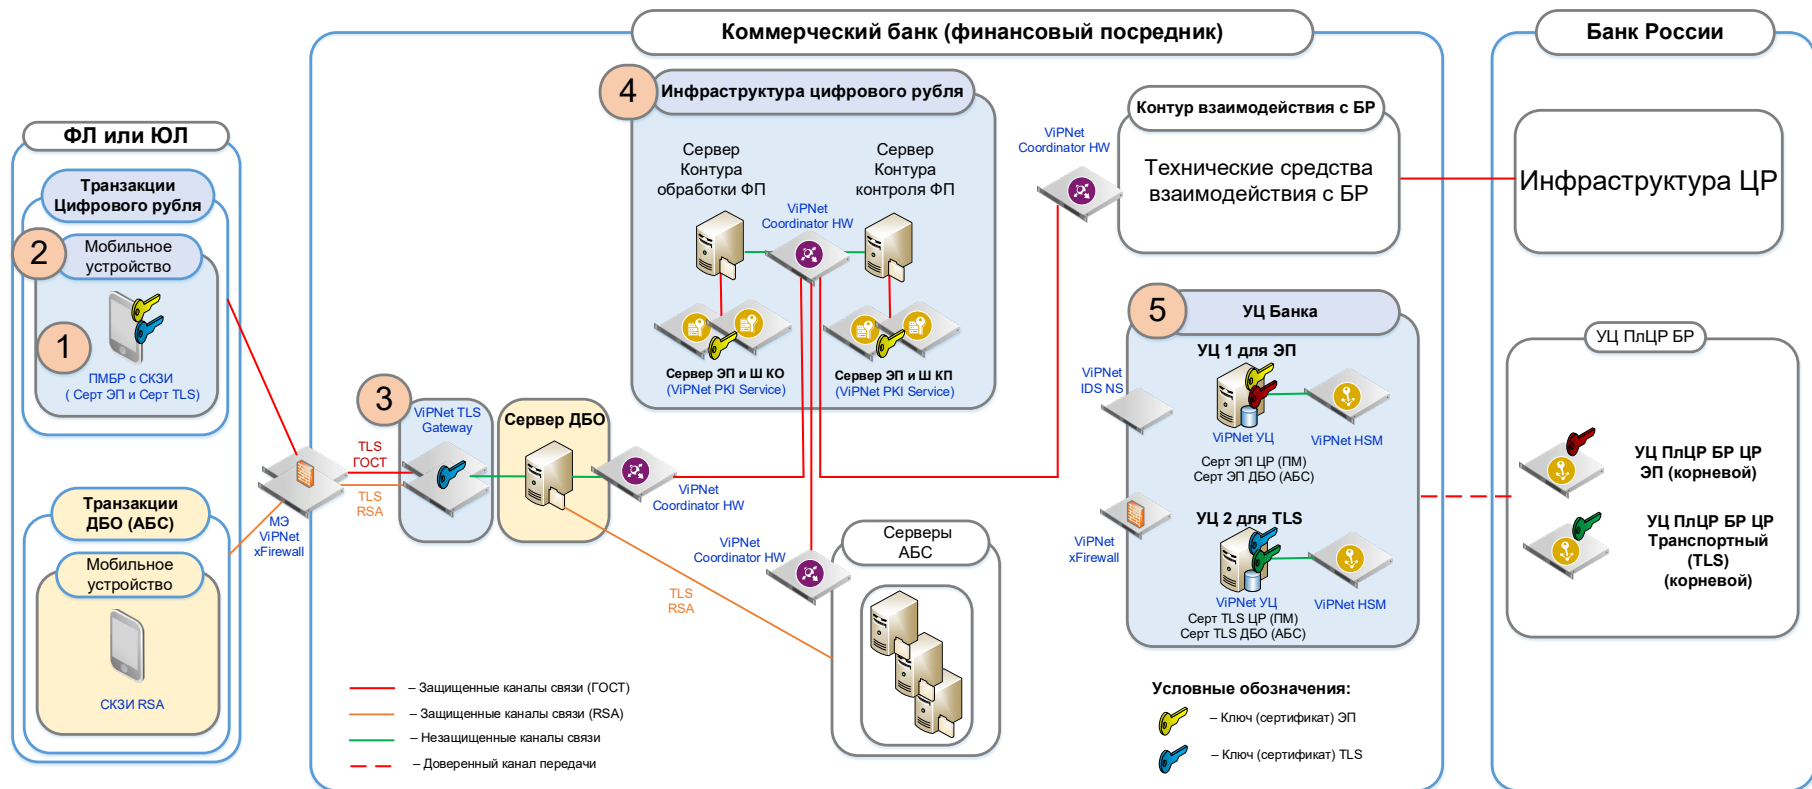 Коммерческий банк (финансовый посредник)
Банк России
ФЛ или ЮЛ
Транзакции
Цифрового рубля
2
Мобильное
устройство
1
ПМБР с СКЗИ
( Серт ЭП и Серт TLS)
Транзакции
ДБО (АБС)
Мобильное
устройство
СКЗИ RSA
МЭ
ViPNet
xFirewall
TLS
ГОСТ
TLS
RSA
3
ViPNet TLS
Gateway
Сервер ДБО
ViPNet
Coordinator HW
4
Инфраструктура цифрового рубля
Сервер
Контура
обработки ФП
Сервер
Контура
контроля ФП
ViPNet
Coordinator HW
Сервер ЭП и Ш КО
(ViPNet PKI Service)
Сервер ЭП и Ш КП
(ViPNet PKI Service)
ViPNet
Coordinator HW
Контур взаимодействия с БР
Технические средства
взаимодействия с БР
Инфраструктура ЦР
ViPNet
Coordinator HW
TLS
RSA
Серверы
АБС
5
УЦ Банка
ViPNet
IDS NS
УЦ 1 для ЭП
ViPNet УЦ
ViPNet HSM
Серт ЭП ЦР (ПМ)
Серт ЭП ДБО (АБС)
ViPNet
xFirewall
УЦ 2 для TLS
ViPNet УЦ
ViPNet HSM
Серт TLS ЦР (ПМ)
Серт TLS ДБО (АБС)
УЦ ПлЦР БР
УЦ ПлЦР БР ЦР
ЭП (корневой)
УЦ ПлЦР БР ЦР
Транспортный
(TLS)
(корневой)
– Защищенные каналы связи (ГОСТ)
– Защищенные каналы связи (RSA)
– Незащищенные каналы связи
– Доверенный канал передачи
Условные обозначения:
– Ключ (сертификат) ЭП
– Ключ (сертификат) TLS